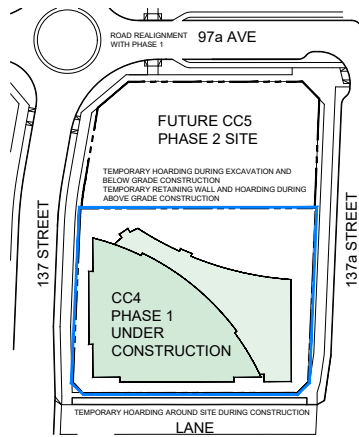 ROAD REALIGNMENT
WITH PHASE 1
97a AVE
FUTURE CC5
PHASE 2 SITE
TEMPORARY HOARDING DURING EXCAVATION AND
BELOW GRADE CONSTRUCTION
TEMPORARY RETAINING WALL AND HOARDING DURING
ABOVE GRADE CONSTRUCTION
137 STREET
137a STREET
CC4
PHASE 1
UNDER
CONSTRUCTION
TEMPORARY HOARDING AROUND SITE DURING CONSTRUCTION
LANE